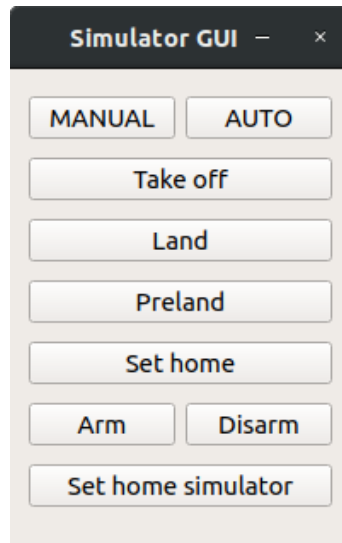 Simulator GUI – ×
MANUAL AUTO
Take off
Land
Preland
Set home
Arm Disarm
Set home simulator